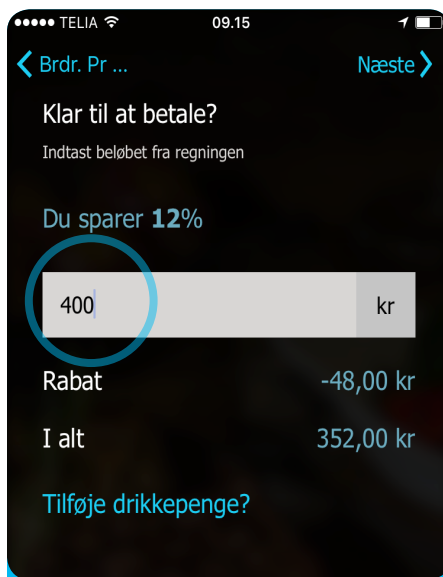 TELIA 09.15
Brdr. Pr ... Næste
Klar til at betale?
Indtast beløbet fra regningen
Du sparer 12%
400 kr
Rabat -48,00 kr
I alt 352,00 kr
Tilføje drikkepenge?